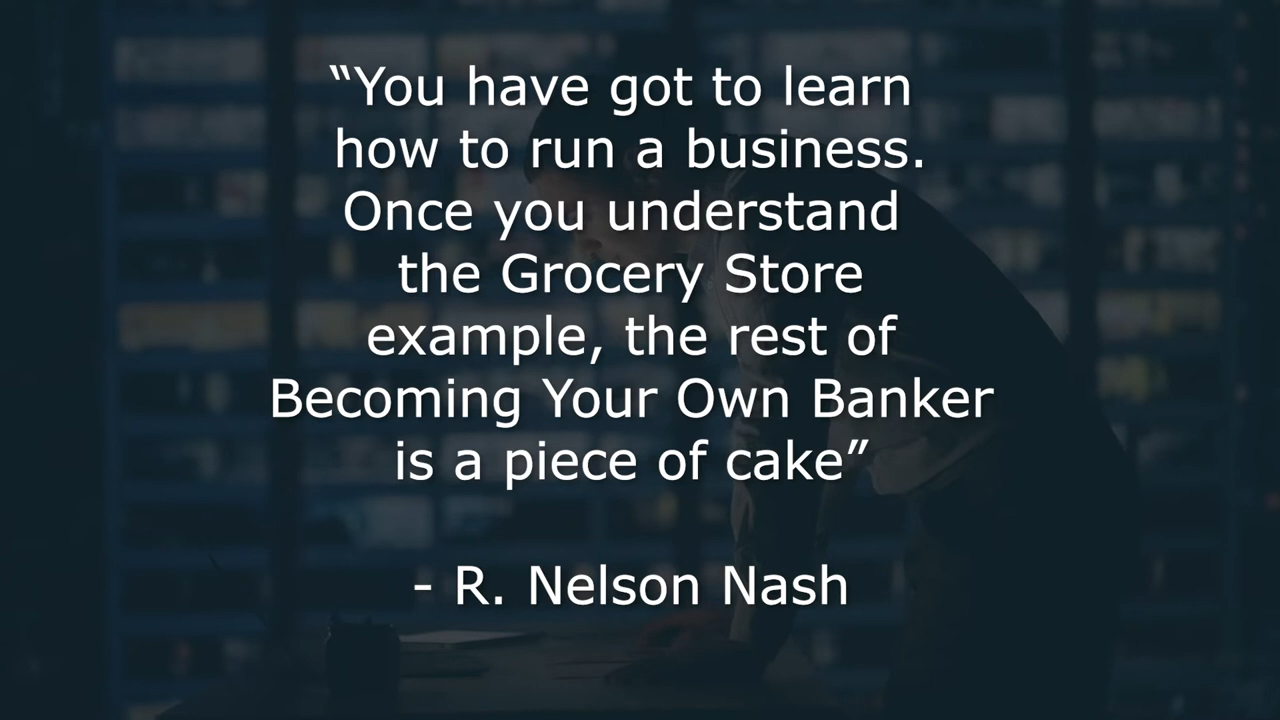 “You have got to learn
how to run a business.
Once you understand
the Grocery Store
example, the rest of
Becoming Your Own Banker
is a piece of cake”
- R. Nelson Nash